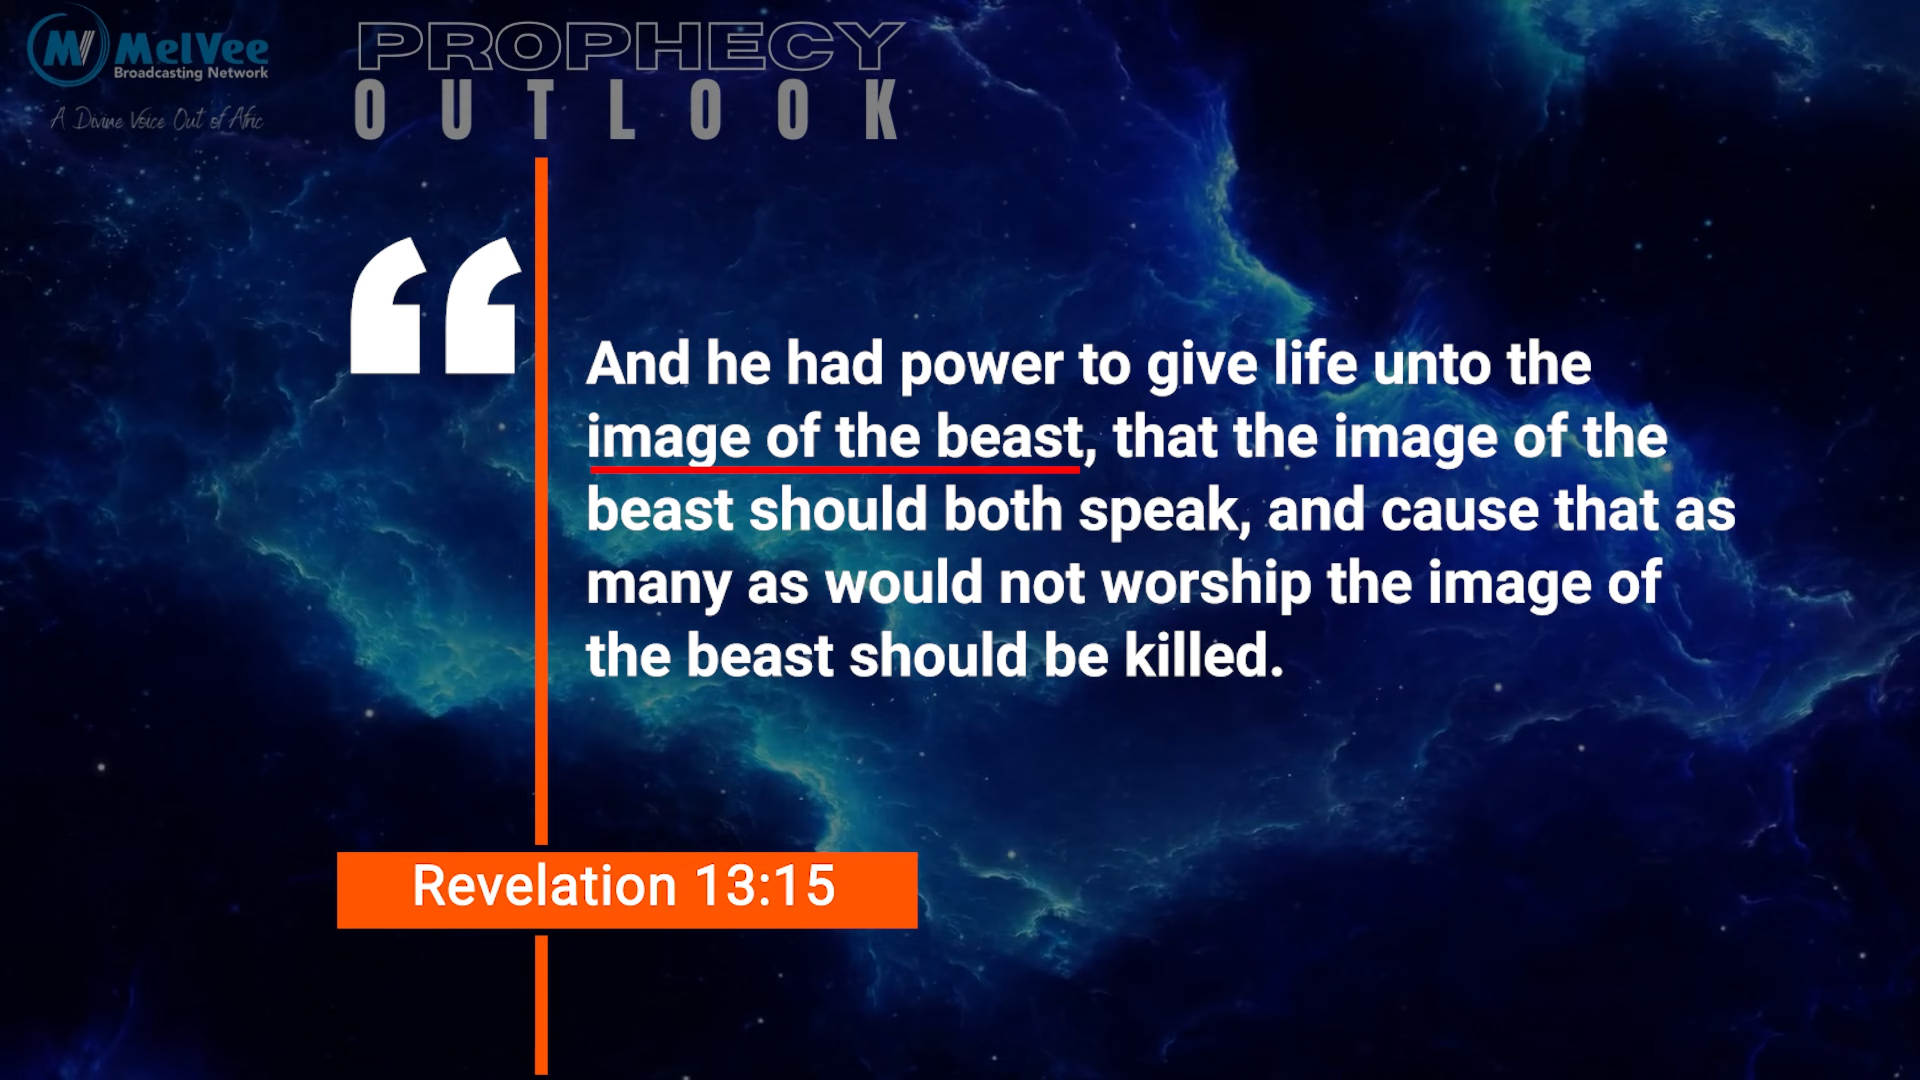 MelVee
Broadcasting Network
A Divine Voice Out of Afric
PROPHECY
OUTLOOK
“
And he had power to give life unto the
image of the beast, that the image of the
beast should both speak, and cause that as
many as would not worship the image of
the beast should be killed.
Revelation 13:15